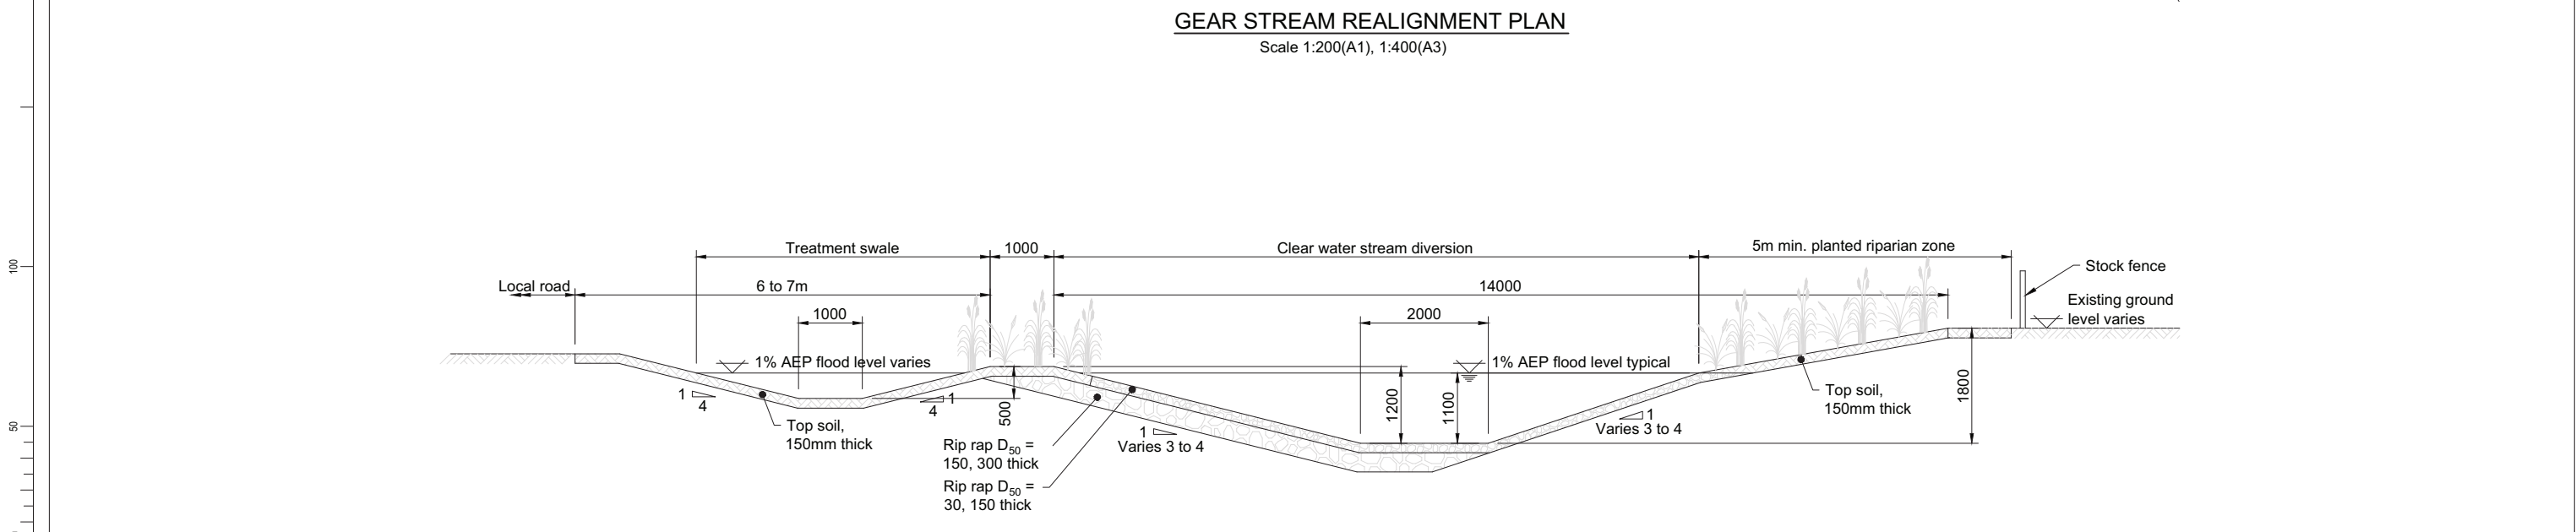 GEAR STREAM REALIGNMENT PLAN
Scale 1:200(A1), 1:400(A3)
Treatment swale
1000
Clear water stream diversion
5m min. planted riparian zone
Stock fence
100
Local road
6 to 7m
14000
Existing ground
level varies
1000
2000
1% AEP flood level varies
1% AEP flood level typical
1
4
1
4
500
1200
1100
1800
Top soil,
150mm thick
Top soil,
150mm thick
1
Varies 3 to 4
1
Varies 3 to 4
50
Rip rap D50 =
150, 300 thick
Rip rap D50 =
30, 150 thick